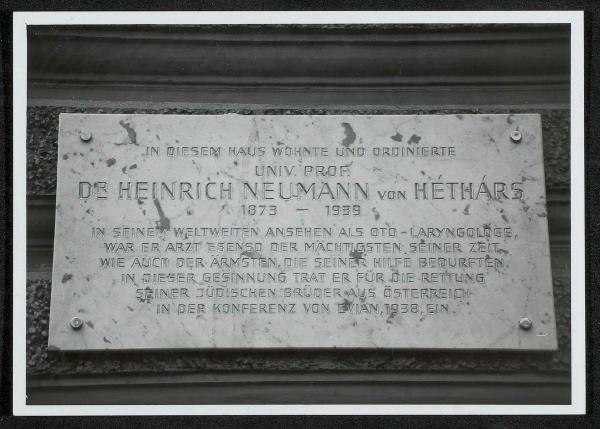 IN DIESEM HAUS WOHNTE UND ORDINIERTE
UNIV. PROF.
DR HEINRICH NEUMANN VON HÉTHÁRS
1873 – 1939
IN SEINER WELTWEITEN ANSEHEN ALS OTO-LARYNGOLOGE,
WAR ER ARZT EBENSO DER MÄCHTIGSTEN SEINER ZEIT,
WIE AUCH DER ÄRMSTEN, DIE SEINER HILFE BEDURFTEN.
IN DIESER GESINNUNG TRAT ER FÜR DIE RETTUNG
SEINER JÜDISCHEN BRÜDER AUS ÖSTERREICH
IN DER KONFERENZ VON EVIAN, 1938, EIN.